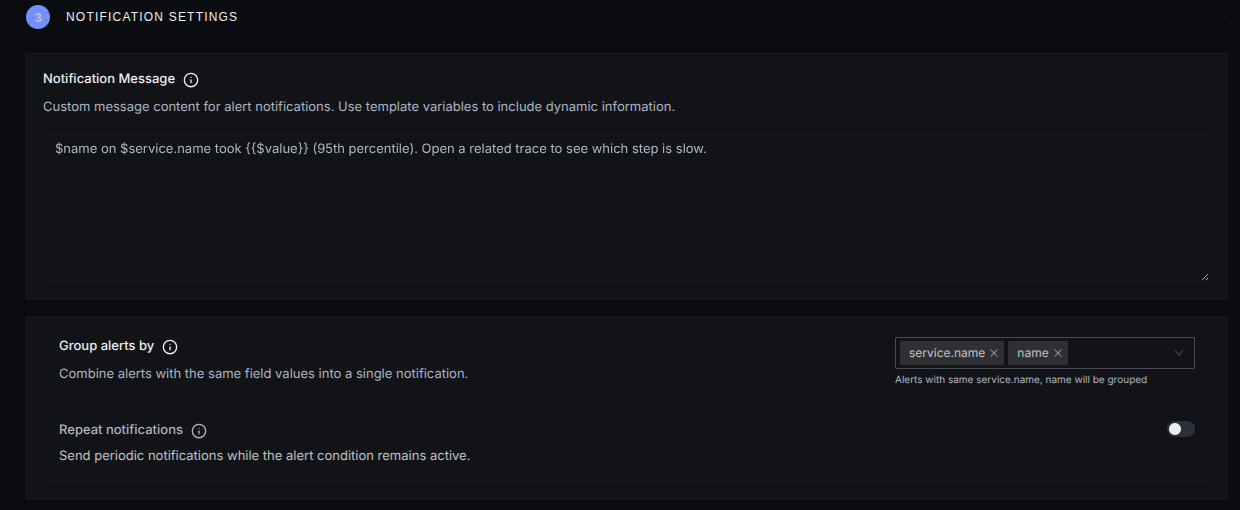 3 NOTIFICATION SETTINGS
Notification Message
Custom message content for alert notifications. Use template variables to include dynamic information.
$name on $service.name took {{$value}} (95th percentile). Open a related trace to see which step is slow.
Group alerts by
Combine alerts with the same field values into a single notification.
service.name × name ×
Alerts with same service.name, name will be grouped
Repeat notifications
Send periodic notifications while the alert condition remains active.